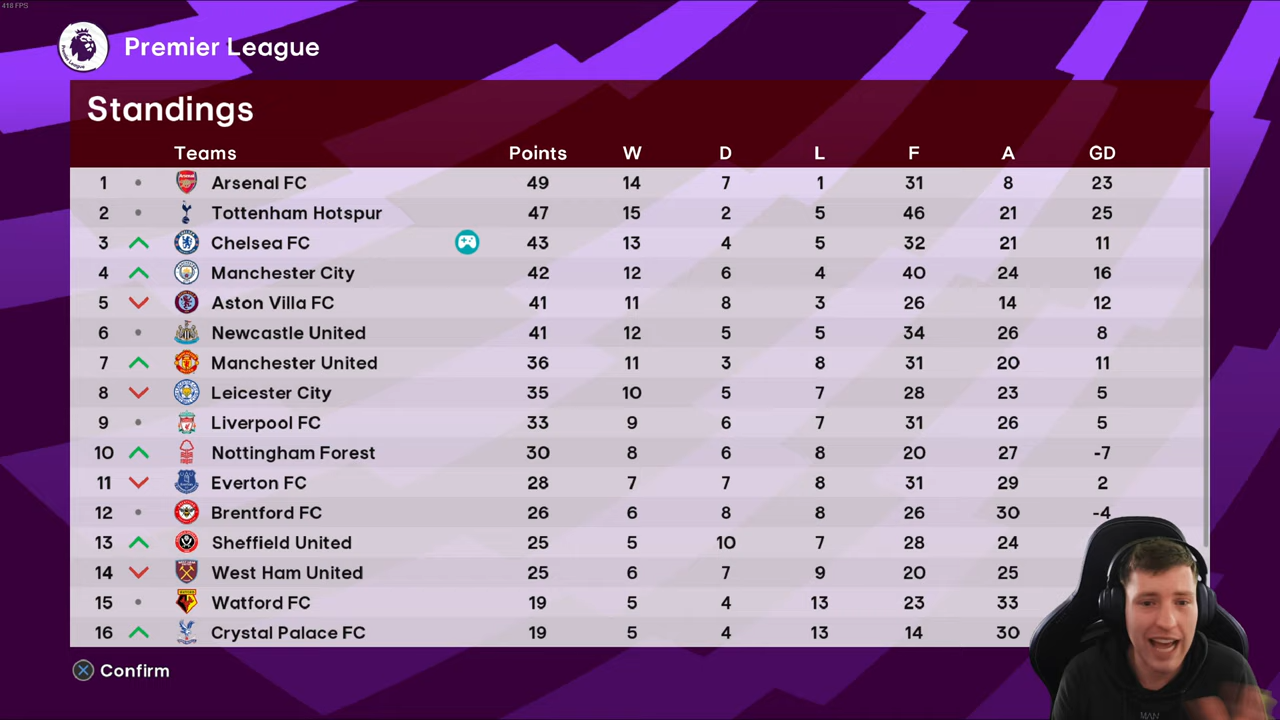 418 FPS
Premier League
Standings
Teams Points W D L F A GD
1 Arsenal FC 49 14 7 1 31 8 23
2 Tottenham Hotspur 47 15 2 5 46 21 25
3 Chelsea FC 43 13 4 5 32 21 11
4 Manchester City 42 12 6 4 40 24 16
5 Aston Villa FC 41 11 8 3 26 14 12
6 Newcastle United 41 12 5 5 34 26 8
7 Manchester United 36 11 3 8 31 20 11
8 Leicester City 35 10 5 7 28 23 5
9 Liverpool FC 33 9 6 7 31 26 5
10 Nottingham Forest 30 8 6 8 20 27 -7
11 Everton FC 28 7 7 8 31 29 2
12 Brentford FC 26 6 8 8 26 30 -4
13 Sheffield United 25 5 10 7 28 24
14 West Ham United 25 6 7 9 20 25
15 Watford FC 19 5 4 13 23 33
16 Crystal Palace FC 19 5 4 13 14 30
Confirm